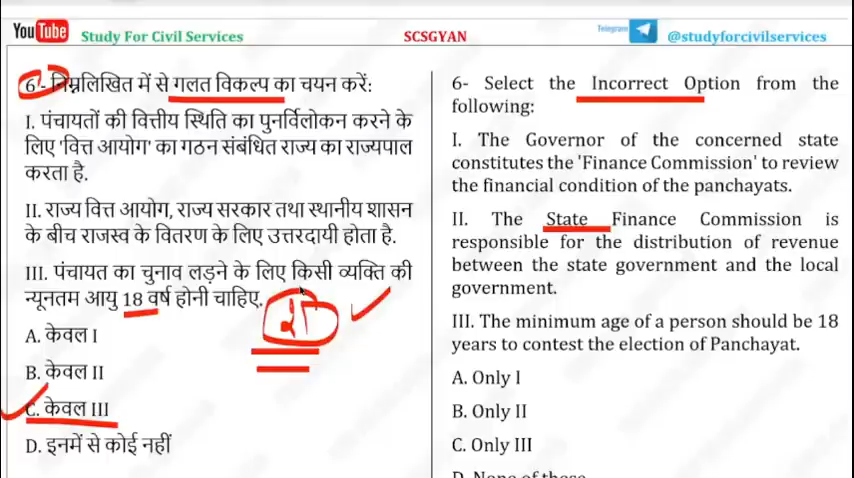 YouTube Study For Civil Services
SCSGYAN
Telegram @studyforcivilservices
6 - निम्नलिखित में से गलत विकल्प का चयन करें:
I. पंचायतों की वित्तीय स्थिति का पुनर्विलोकन करने के
लिए 'वित्त आयोग' का गठन संबंधित राज्य का राज्यपाल
करता है.
II. राज्य वित्त आयोग, राज्य सरकार तथा स्थानीय शासन
के बीच राजस्व के वितरण के लिए उत्तरदायी होता है.
III. पंचायत का चुनाव लड़ने के लिए किसी व्यक्ति की
न्यूनतम आयु 18 वर्ष होनी चाहिए.
A. केवल I
B. केवल II
C. केवल III
D. इनमें से कोई नहीं
6- Select the Incorrect Option from the
following:
I. The Governor of the concerned state
constitutes the 'Finance Commission' to review
the financial condition of the panchayats.
II. The State Finance Commission is
responsible for the distribution of revenue
between the state government and the local
government.
III. The minimum age of a person should be 18
years to contest the election of Panchayat.
A. Only I
B. Only II
C. Only III
D. None of these